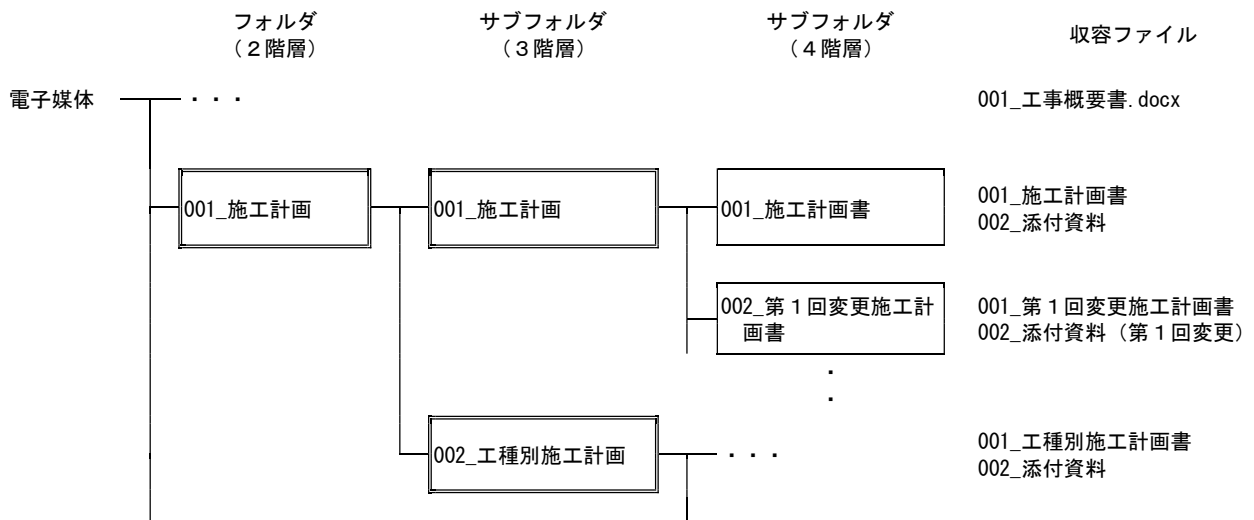 フォルダ
(2階層)
サブフォルダ
(3階層)
サブフォルダ
(4階層)
収容ファイル
電子媒体
・・・
001_工事概要書.docx
001_施工計画
001_施工計画
001_施工計画書
001_施工計画書
002_添付資料
002_第1回変更施工計
画書
001_第1回変更施工計画書
002_添付資料(第1回変更)
・
・
002_工種別施工計画
・・・
001_工種別施工計画書
002_添付資料